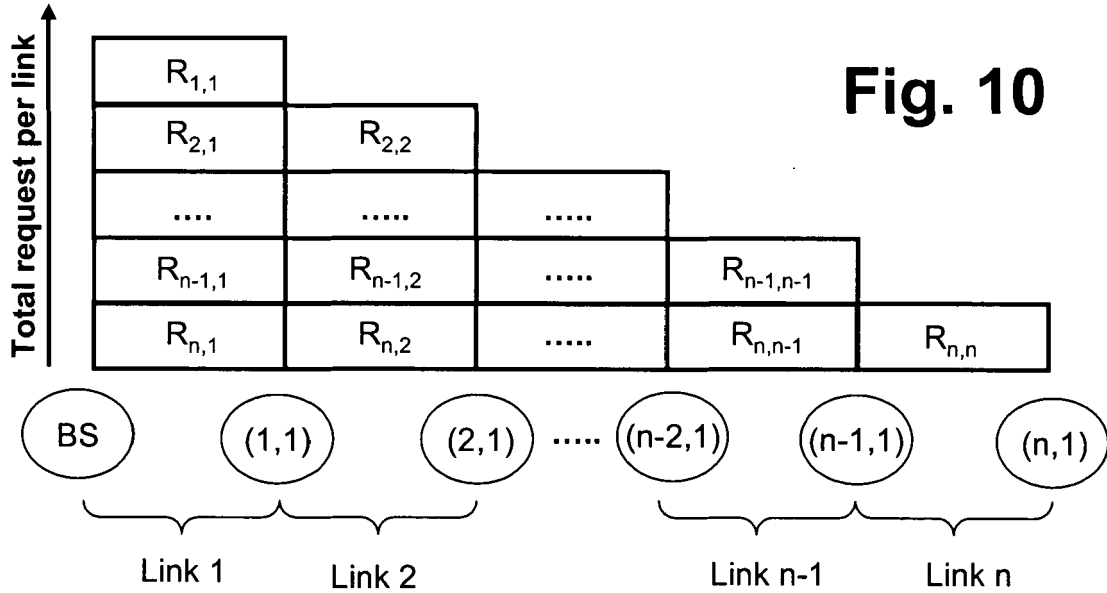 Total request per link
Fig. 10
R1,1
R2,1 R2,2
.... ..... .....
Rn-1,1 Rn-1,2 ..... Rn-1,n-1
Rn,1 Rn,2 ..... Rn,n-1 Rn,n
BS (1,1) (2,1) ..... (n-2,1) (n-1,1) (n,1)
Link 1 Link 2 Link n-1 Link n